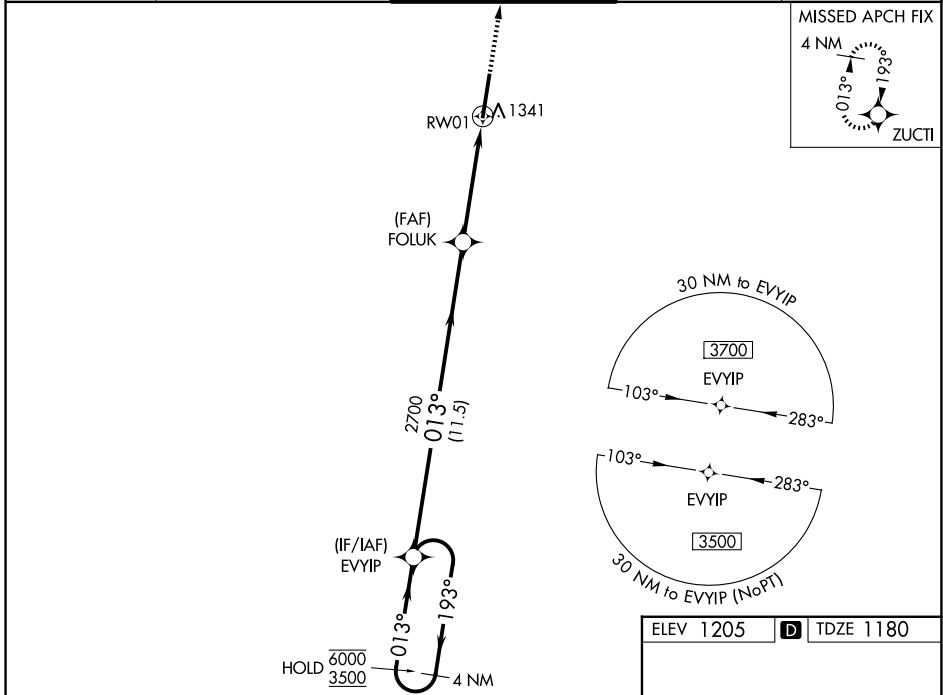 MISSED APCH FIX
4 NM
013°
193°
ZUCTI
RW01
1341
(FAF)
FOLUK
2700
013°
(11.5)
(IF/IAF)
EVYIP
013°
193°
HOLD 6000
3500
4 NM
30 NM to EVYIP
3700
EVYIP
103°
283°
103°
283°
EVYIP
3500
30 NM to EVYIP (NoPT)
ELEV 1205 D TDZE 1180